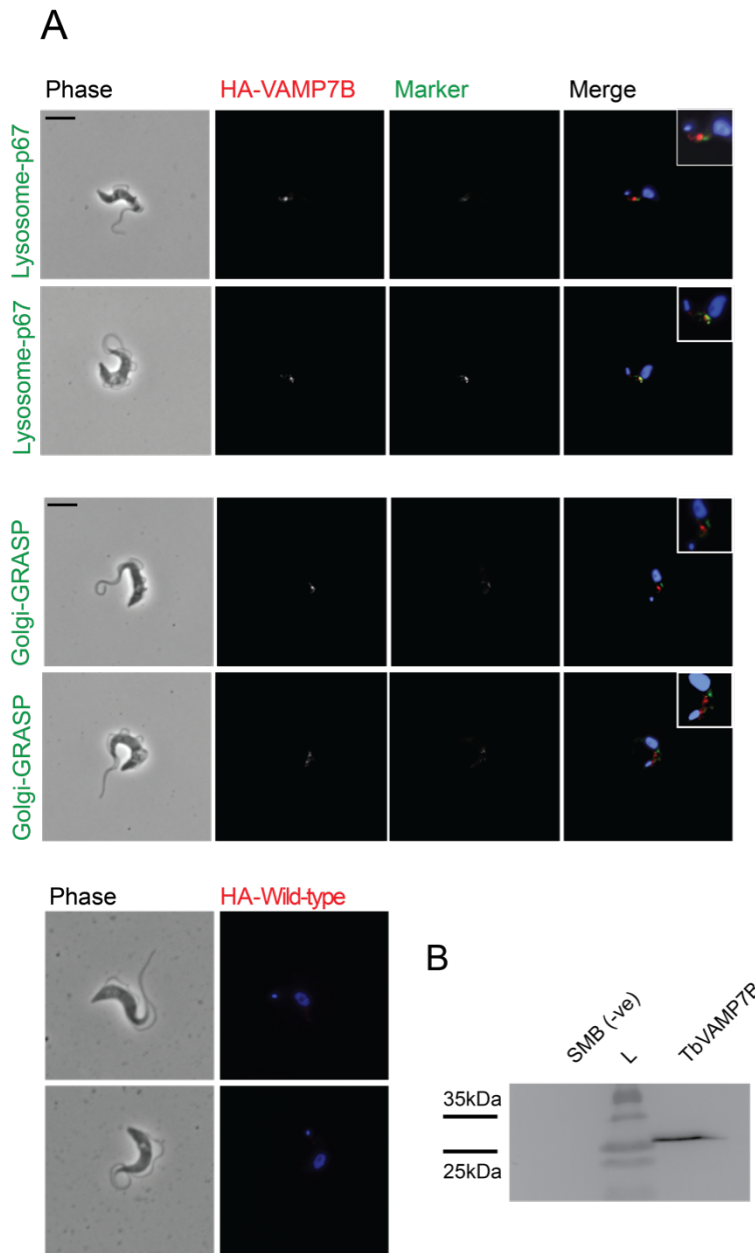 A
Phase HA-VAMP7B Marker Merge
Lysosome-p67
Lysosome-p67
Golgi-GRASP
Golgi-GRASP
Phase HA-Wild-type
B
SMB (-ve)
L
TbVAMP7B
35kDa
25kDa